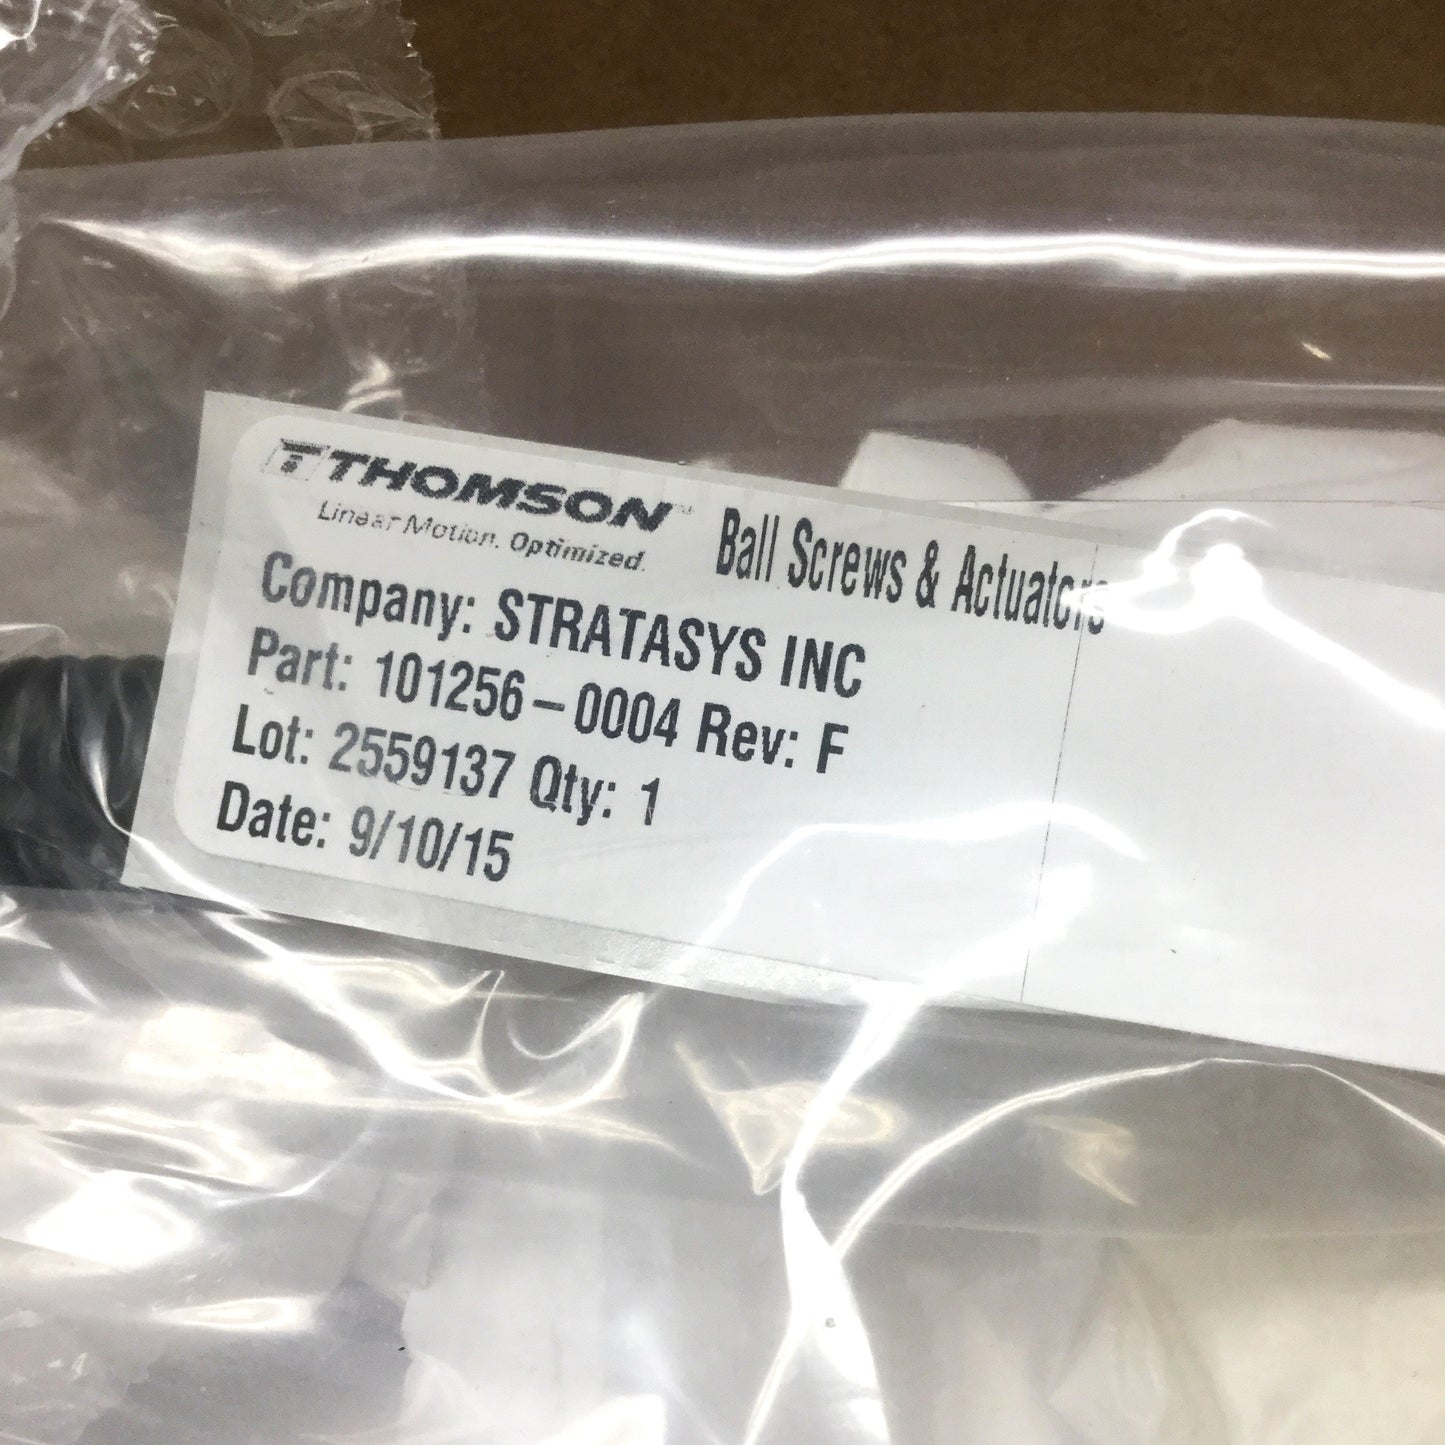 THOMSON™
Linear Motion. Optimized.
Ball Screws & Actuators
Company: STRATASYS INC
Part: 101256-0004 Rev: F
Lot: 2559137 Qty: 1
Date: 9/10/15